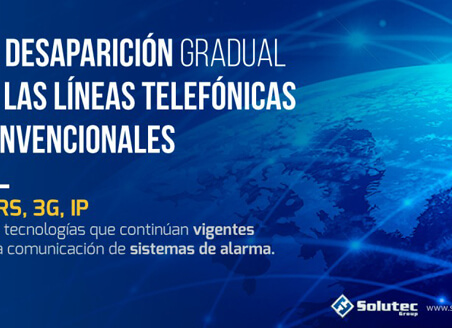 DESAPARICIÓN GRADUAL
LAS LÍNEAS TELEFÓNICAS
NVENCIONALES
RS, 3G, IP
tecnologías que continúan vigentes
a comunicación de sistemas de alarma.
Solutec
Group
www.s